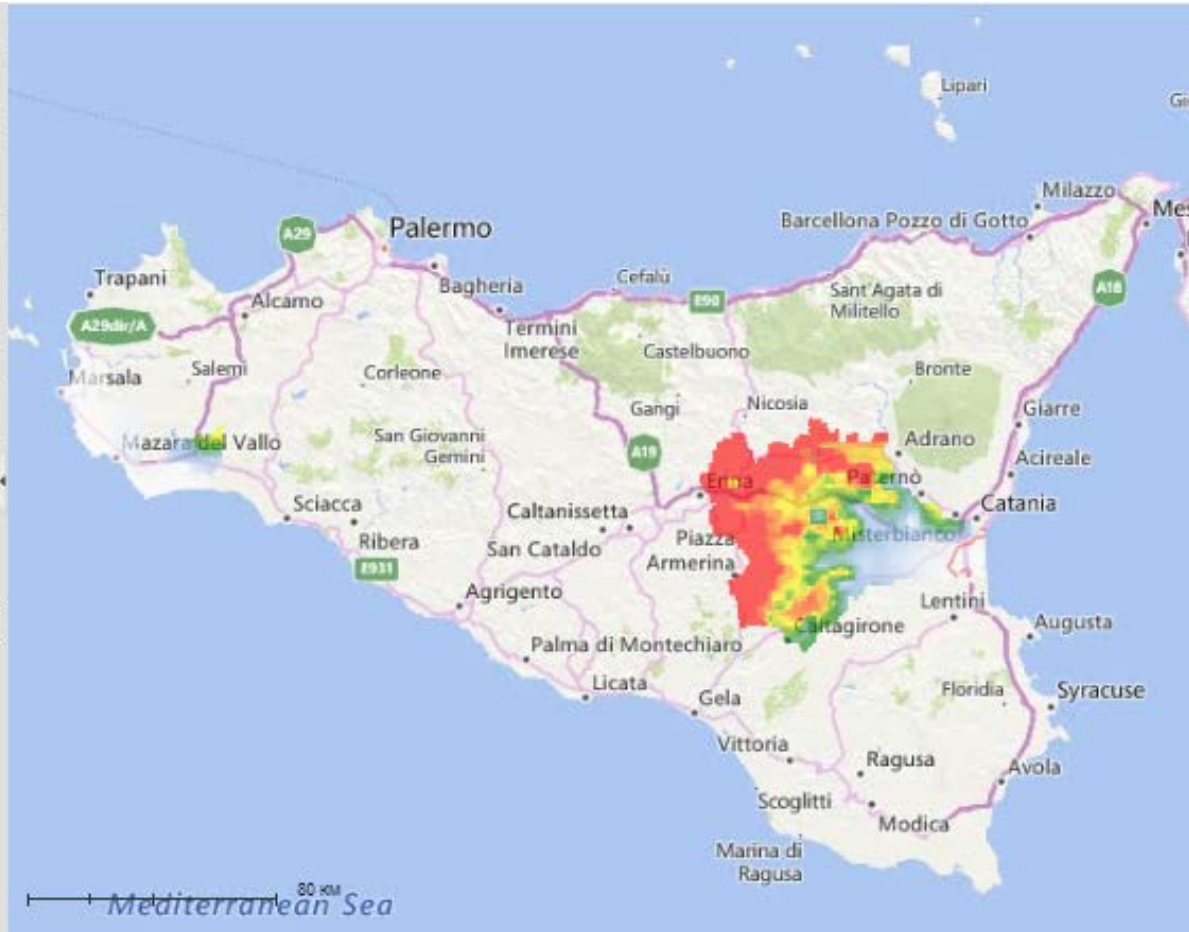 Lipari
Milazzo
Barcellona Pozzo di Gotto
A29
Palermo
Trapani
Bagheria
Cefalù
E90
Sant'Agata di
Militello
A18
Alcamo
A29dir/A
Termini
Imerese
Castelbuono
Salemi
Corleone
Bronte
Marsala
Gangi
Nicosia
Giarre
Mazara del Vallo
San Giovanni
Gemini
A19
Adrano
Acireale
Enna
Paternò
Sciacca
Caltanissetta
Catania
Ribera
San Cataldo
Piazza
Armerina
Misterbianco
E931
Agrigento
Lentini
Caltagirone
Augusta
Palma di Montechiaro
Licata
Gela
Floridia
Syracuse
Vittoria
Ragusa
Avola
Scoglitti
Modica
Marina di
Ragusa
80 км
Mediterranean Sea